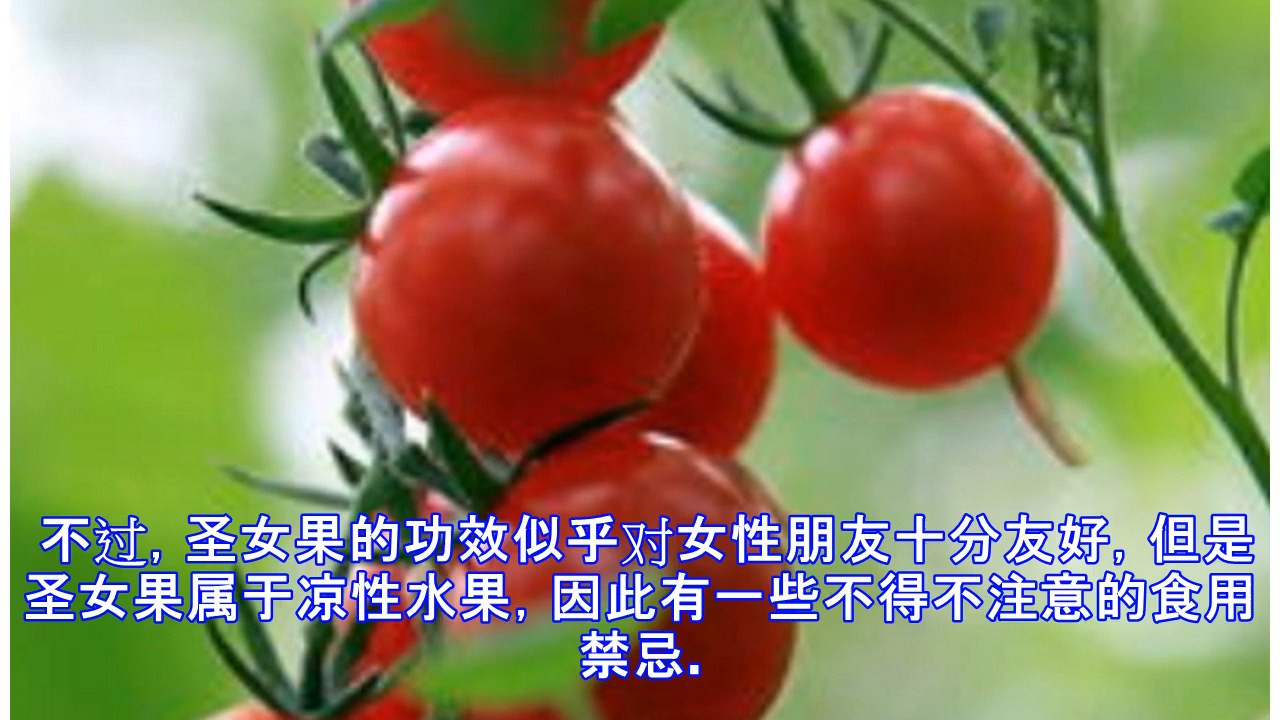 不过, 圣女果的功效似乎对女性朋友十分友好, 但是
圣女果属于凉性水果, 因此有一些不得不注意的食用
禁忌.